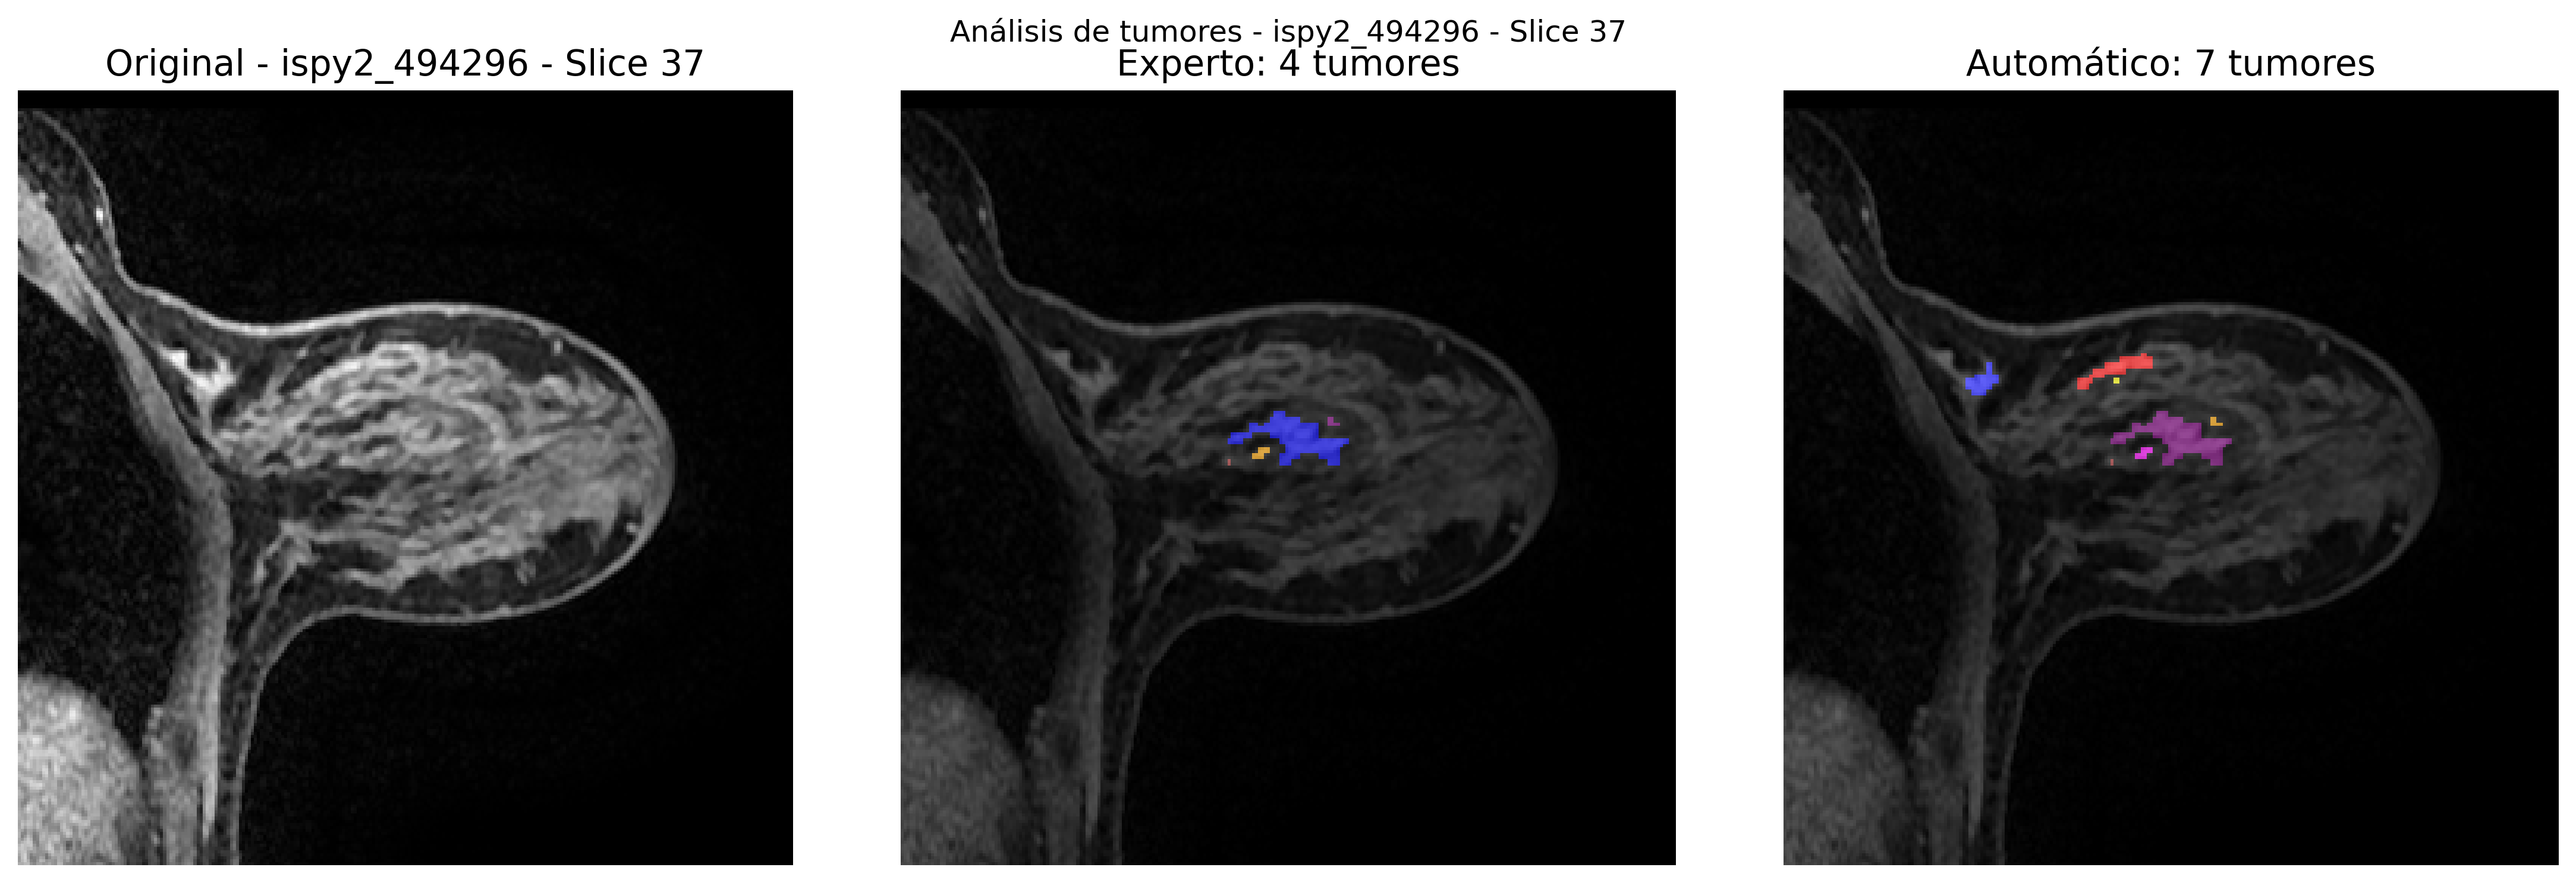 Análisis de tumores - ispy2_494296 - Slice 37
Original - ispy2_494296 - Slice 37
Experto: 4 tumores
Automático: 7 tumores